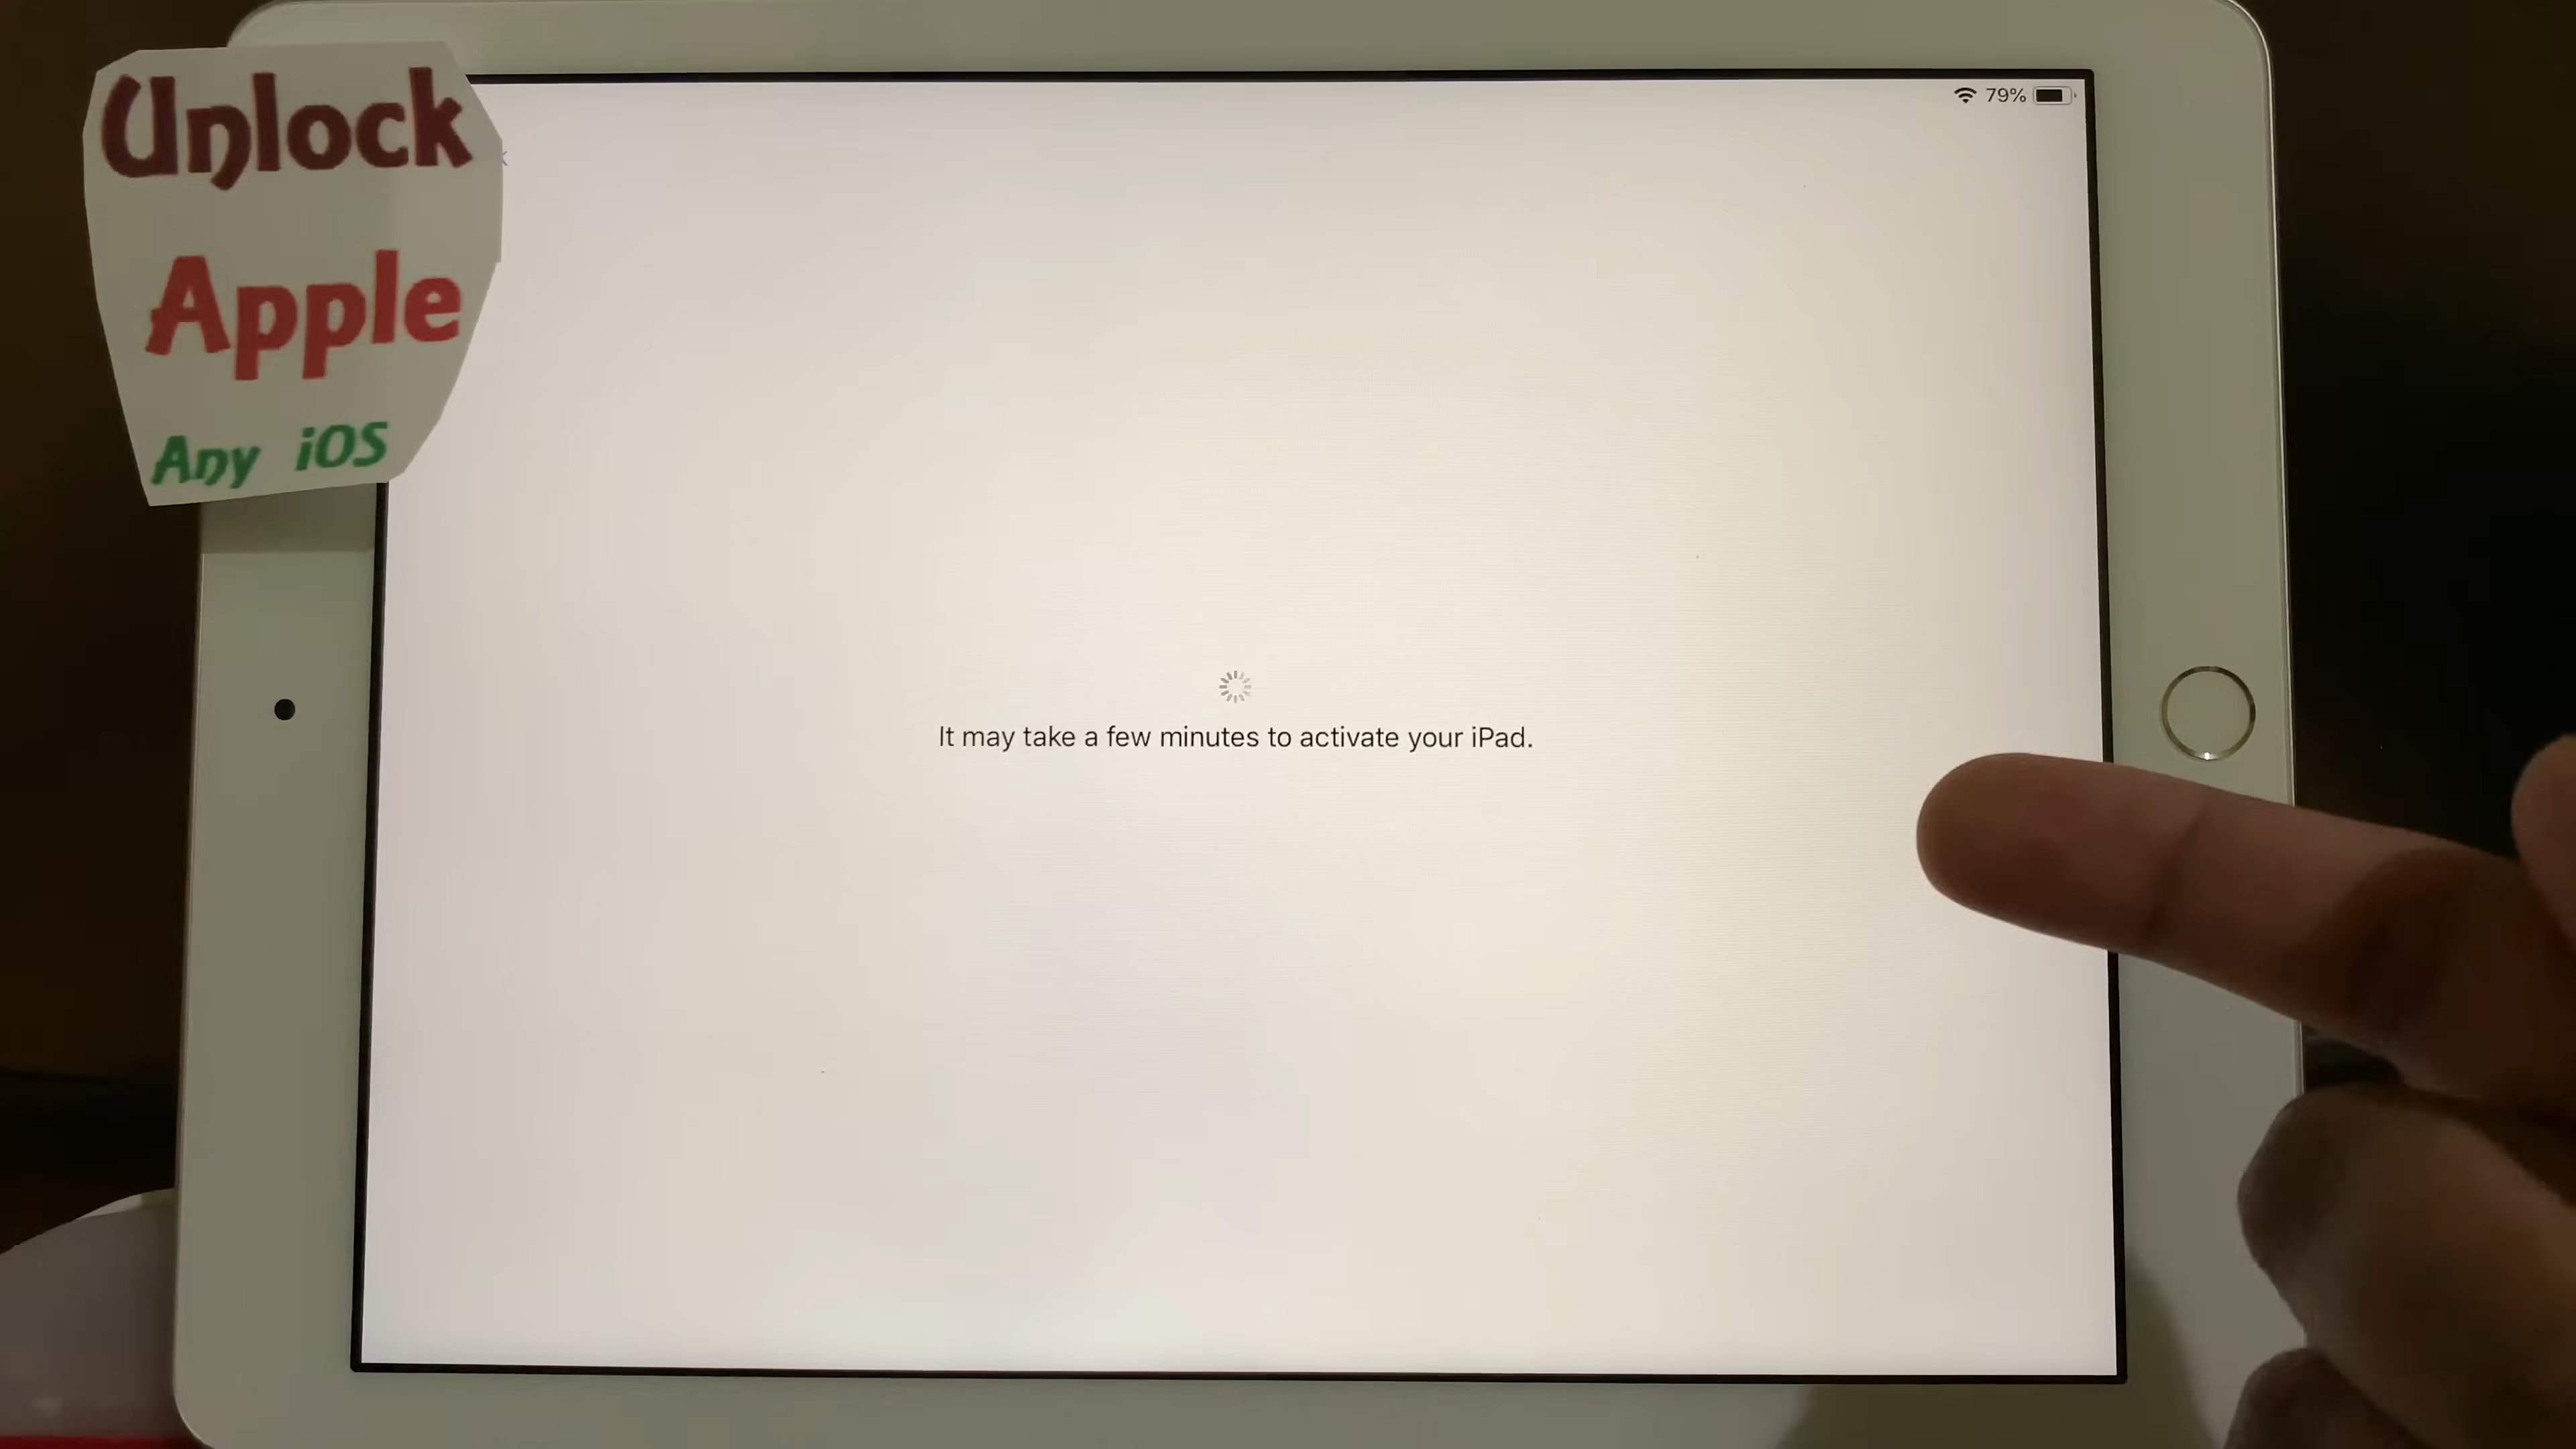 Unlock
Apple
Any iOS
79%
It may take a few minutes to activate your iPad.